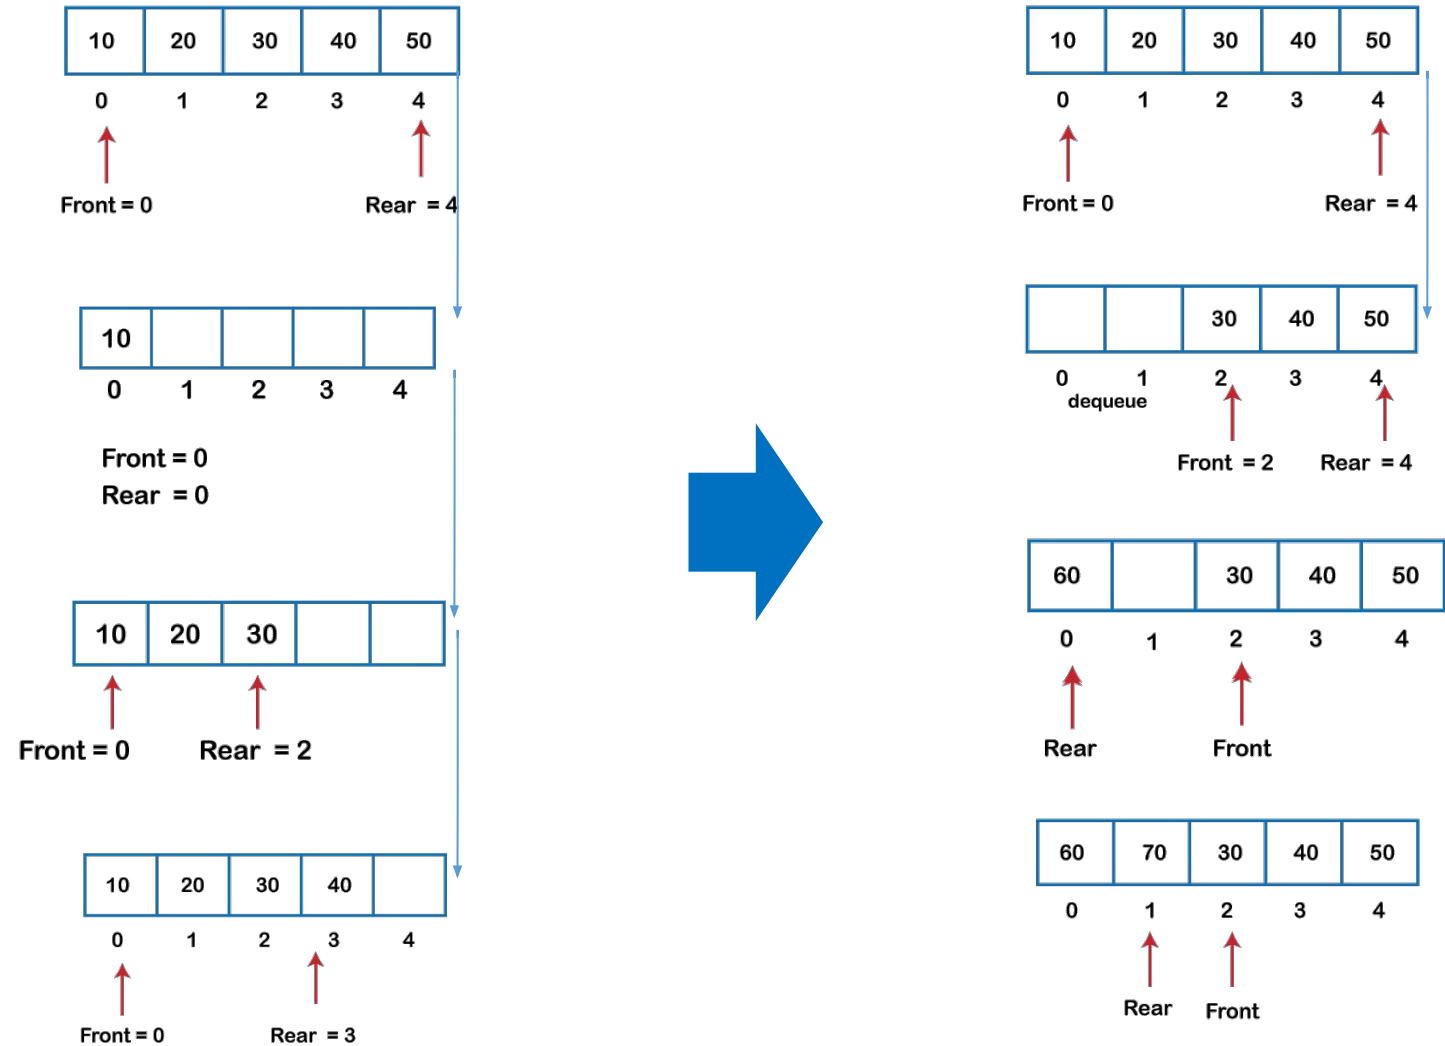 10 20 30 40 50
0 1 2 3 4
Front = 0 Rear = 4
10
0 1 2 3 4
Front = 0
Rear = 0
10 20 30
Front = 0 Rear = 2
10 20 30 40
0 1 2 3 4
Front = 0 Rear = 3
10 20 30 40 50
0 1 2 3 4
Front = 0 Rear = 4
30 40 50
0 1 2 3 4
dequeue
Front = 2 Rear = 4
60 30 40 50
0 1 2 3 4
Rear Front
60 70 30 40 50
0 1 2 3 4
Rear Front